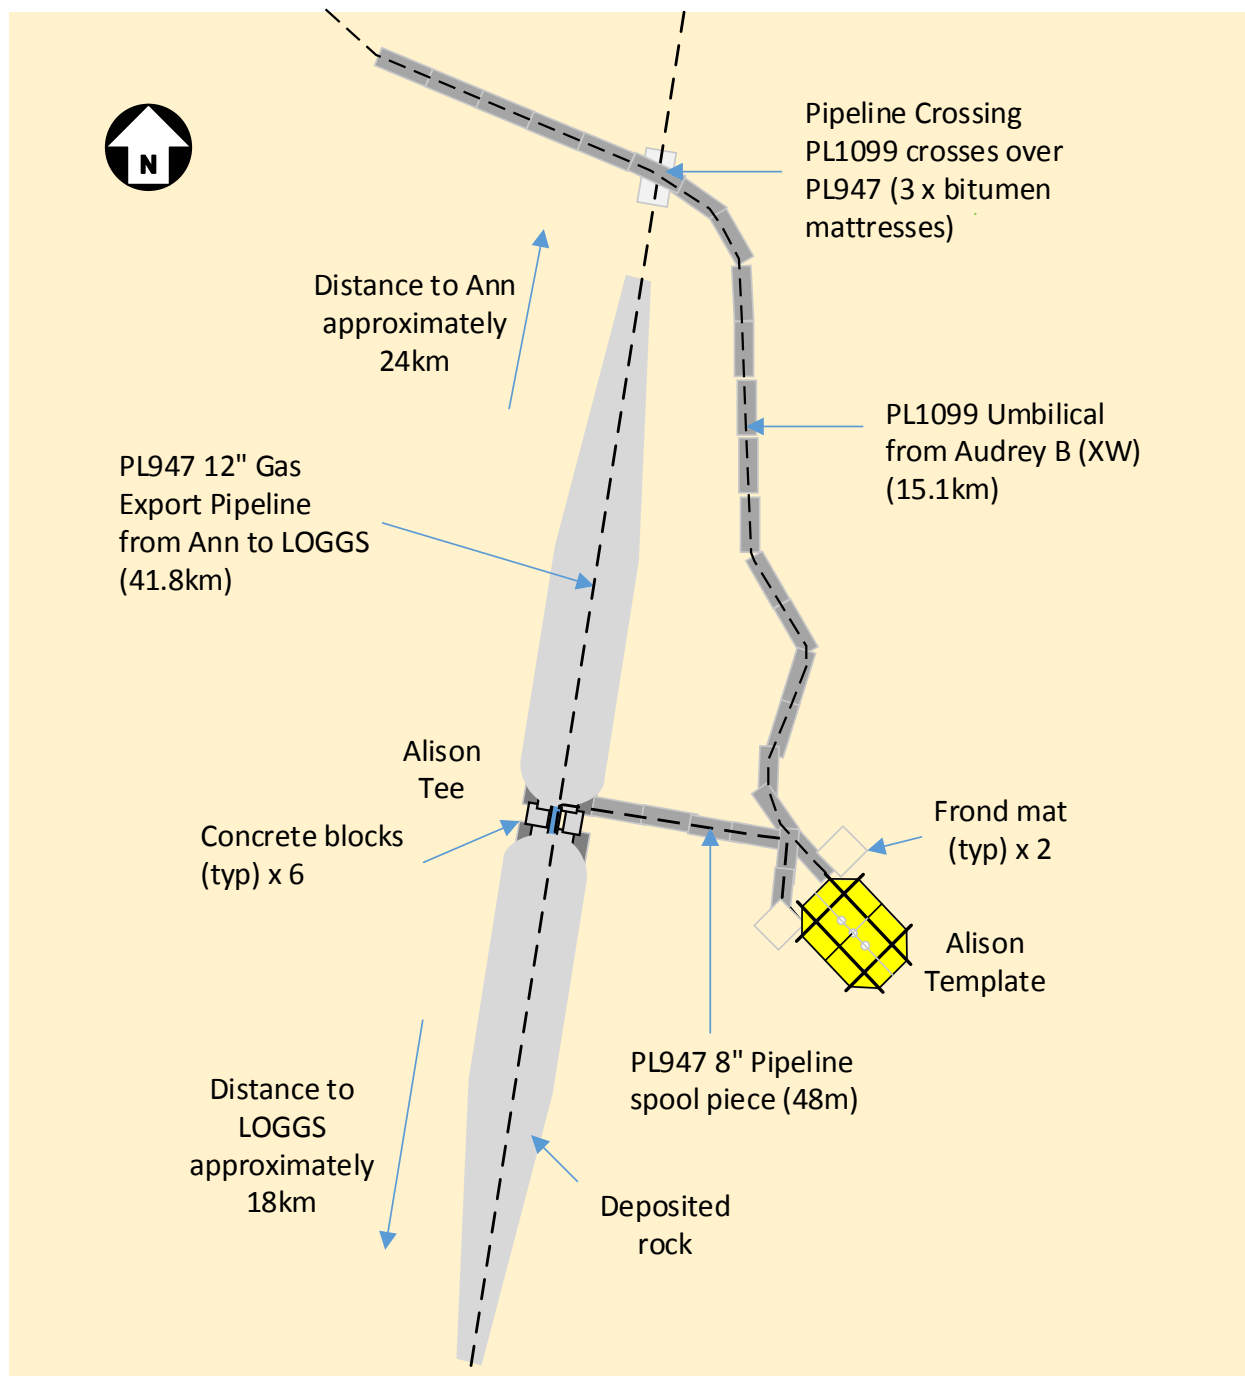 Pipeline Crossing
PL1099 crosses over
PL947 (3 x bitumen
mattresses)
N
Distance to Ann
approximately
24km
PL1099 Umbilical
from Audrey B (XW)
(15.1km)
PL947 12" Gas
Export Pipeline
from Ann to LOGGS
(41.8km)
Alison
Tee
Concrete blocks
(typ) x 6
Frond mat
(typ) x 2
Alison
Template
PL947 8" Pipeline
spool piece (48m)
Distance to
LOGGS
approximately
18km
Deposited
rock